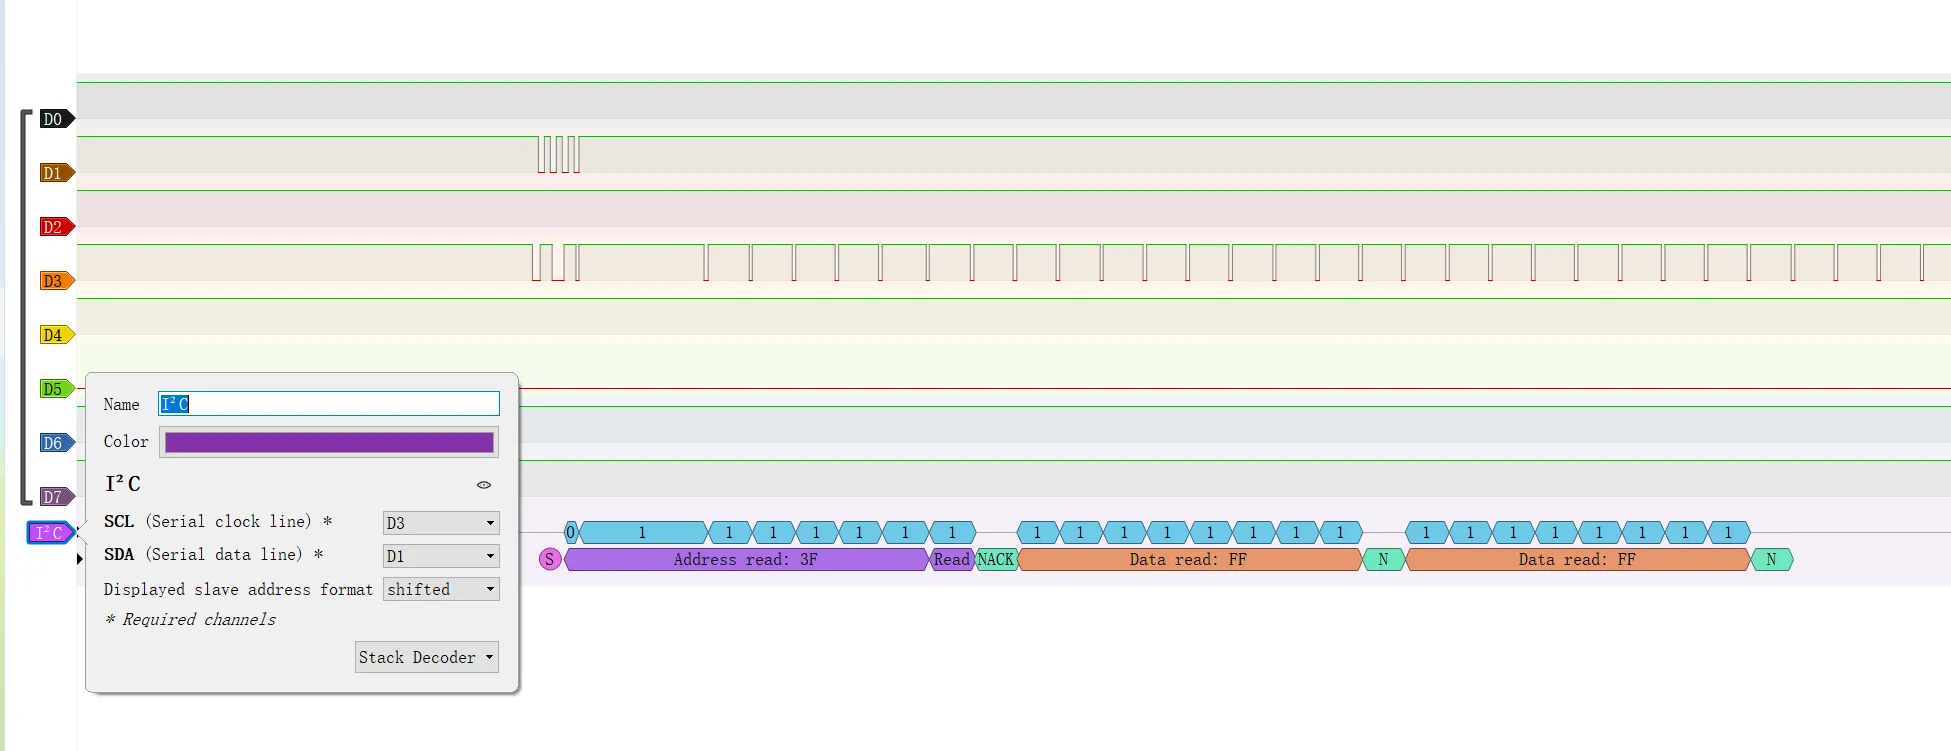 D0
D1
D2
D3
D4
D5
D6
D7
Name I²C
Color
I²C
SCL (Serial clock line) * D3
SDA (Serial data line) * D1
Displayed slave address format shifted
* Required channels
Stack Decoder
I²C
0 1 1 1 1 1 1 1 1 1 1 1 1 1 1 1 1 1 1 1 1 1 1 1
S Address read: 3F Read NACK Data read: FF N Data read: FF N